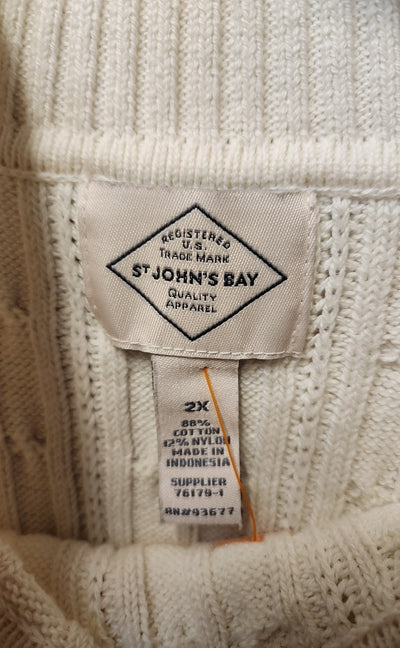 REGISTERED
U.S.
TRADE MARK
ST JOHN'S BAY
QUALITY
APPAREL
2X
88%
COTTON
12% NYLON
MADE IN
INDONESIA
SUPPLIER
76179-1
RN#93677